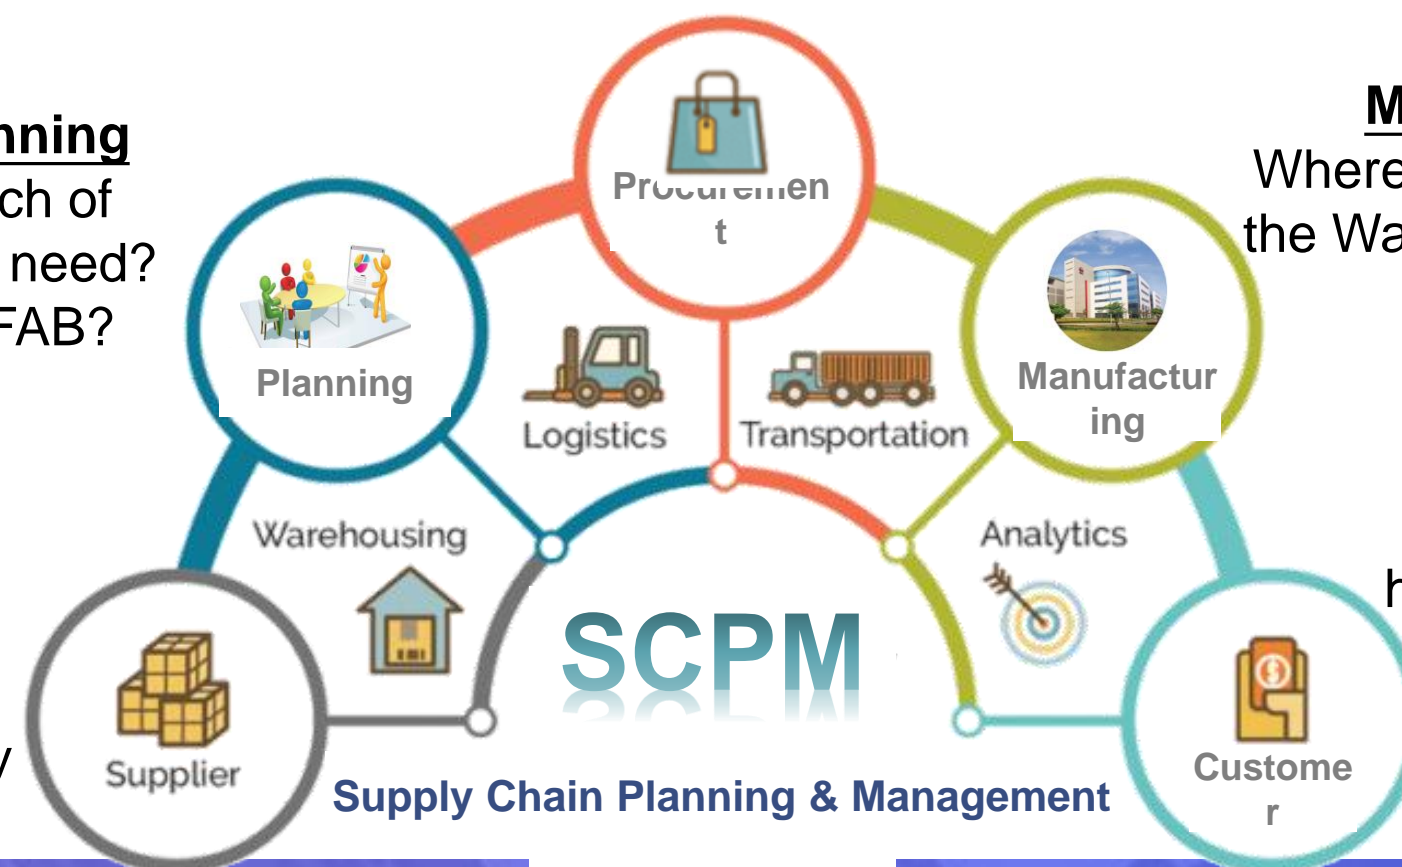 nning
ch of
need?
FAB?
M
Where
the Wa
Procuremen
t
Planning
Manufactur
ing
Logistics
Transportation
Warehousing
Analytics
h
SCPM
y
Supplier
Custome
r
Supply Chain Planning & Management